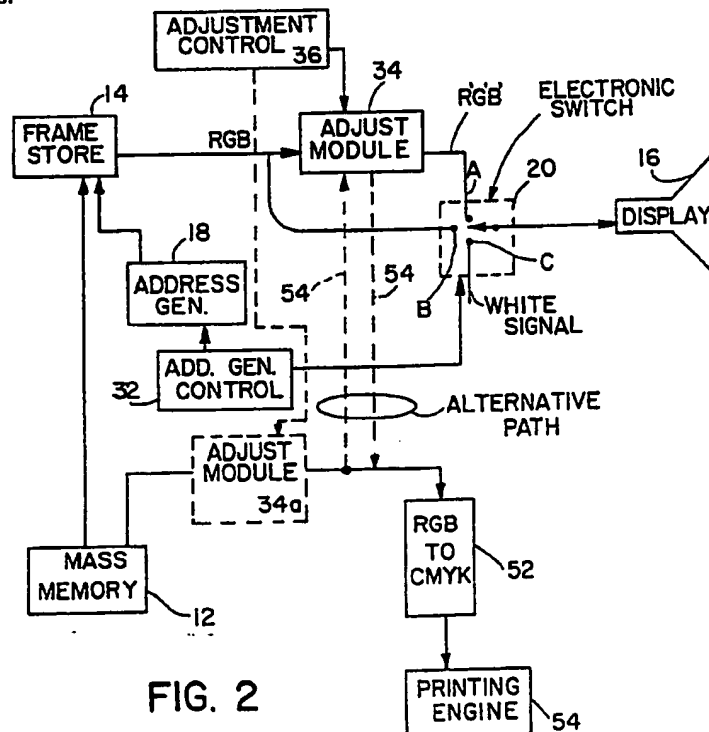 ADJUSTMENT
CONTROL
36
14
FRAME
STORE
RGB
34
ADJUST
MODULE
R'G'B'
ELECTRONIC
SWITCH
A
20
16
DISPLAY
B
C
WHITE
SIGNAL
18
ADDRESS
GEN.
54
54
ADD. GEN.
CONTROL
32
ALTERNATIVE
PATH
ADJUST
MODULE
34a
MASS
MEMORY
12
RGB
TO
CMYK
52
FIG. 2
PRINTING
ENGINE
54